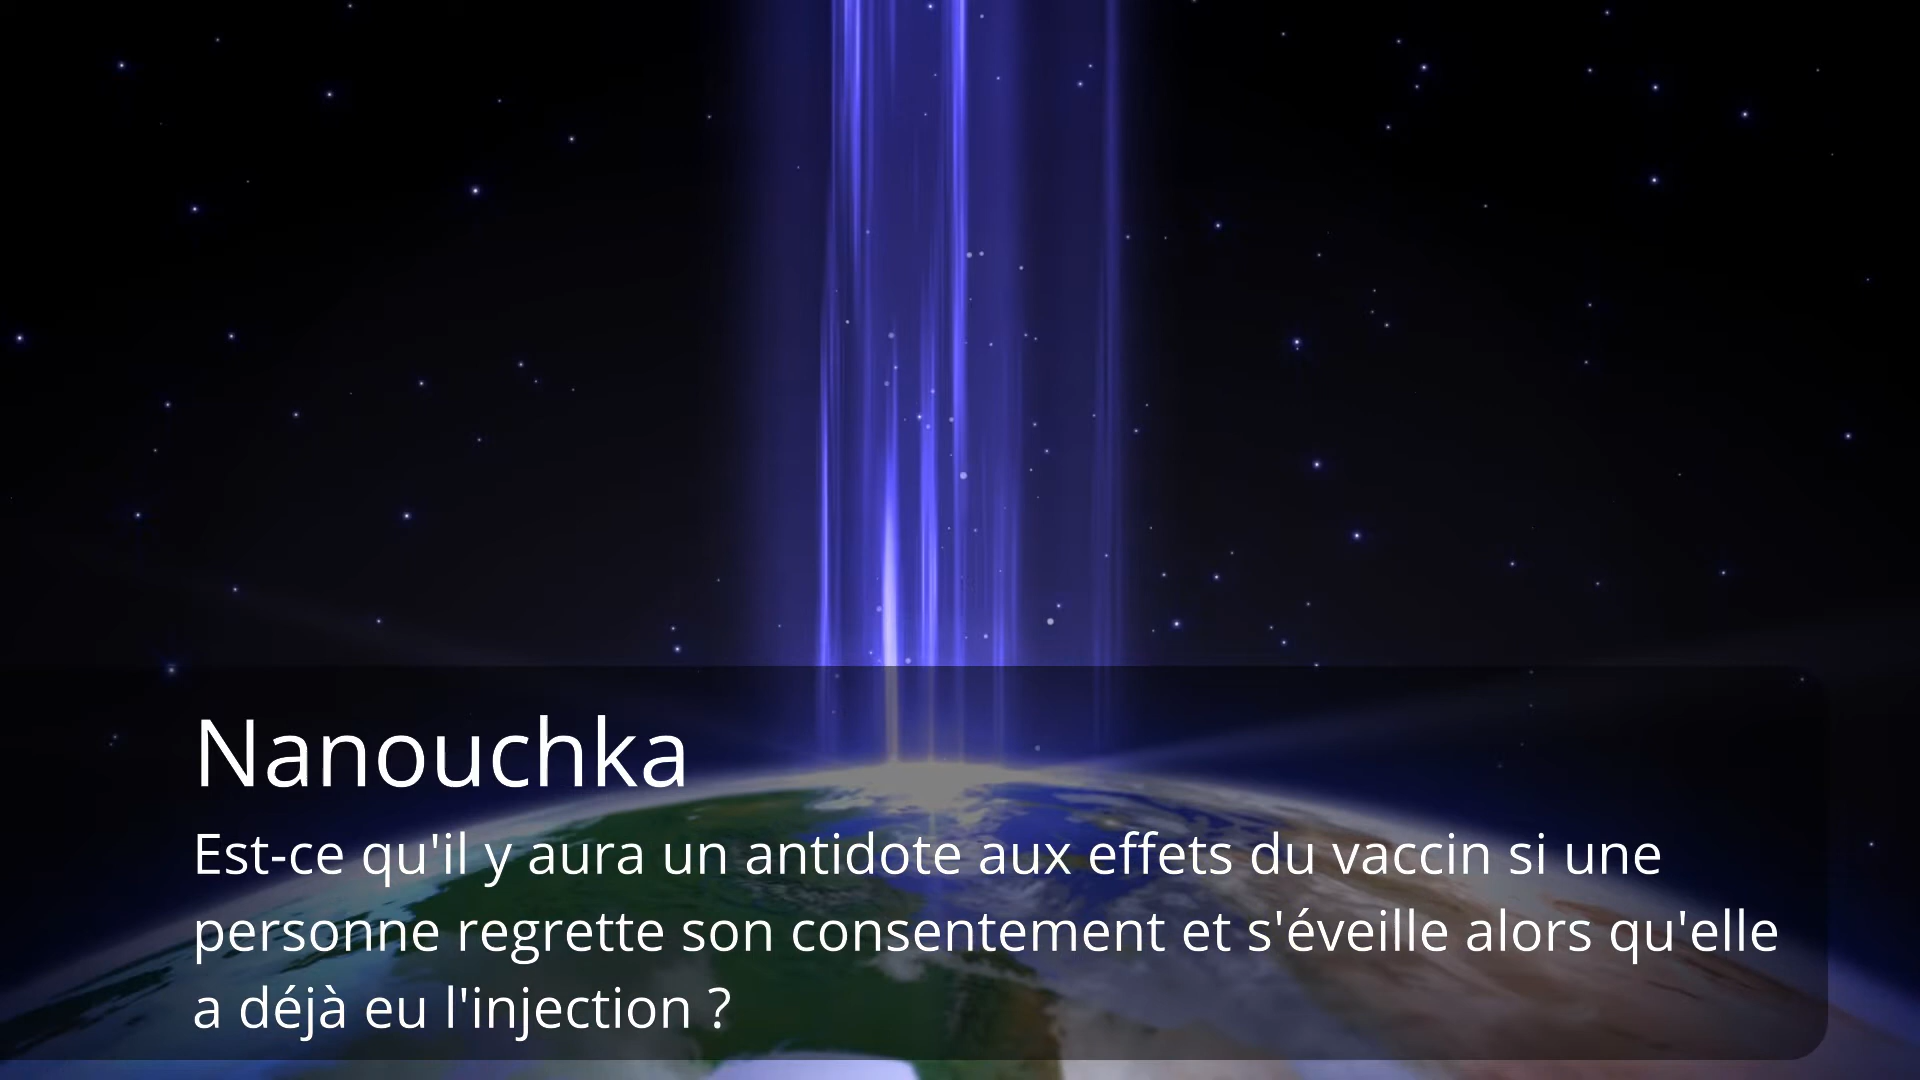 Nanouchka
Est-ce qu'il y aura un antidote aux effets du vaccin si une
personne regrette son consentement et s'éveille alors qu'elle
a déjà eu l'injection ?